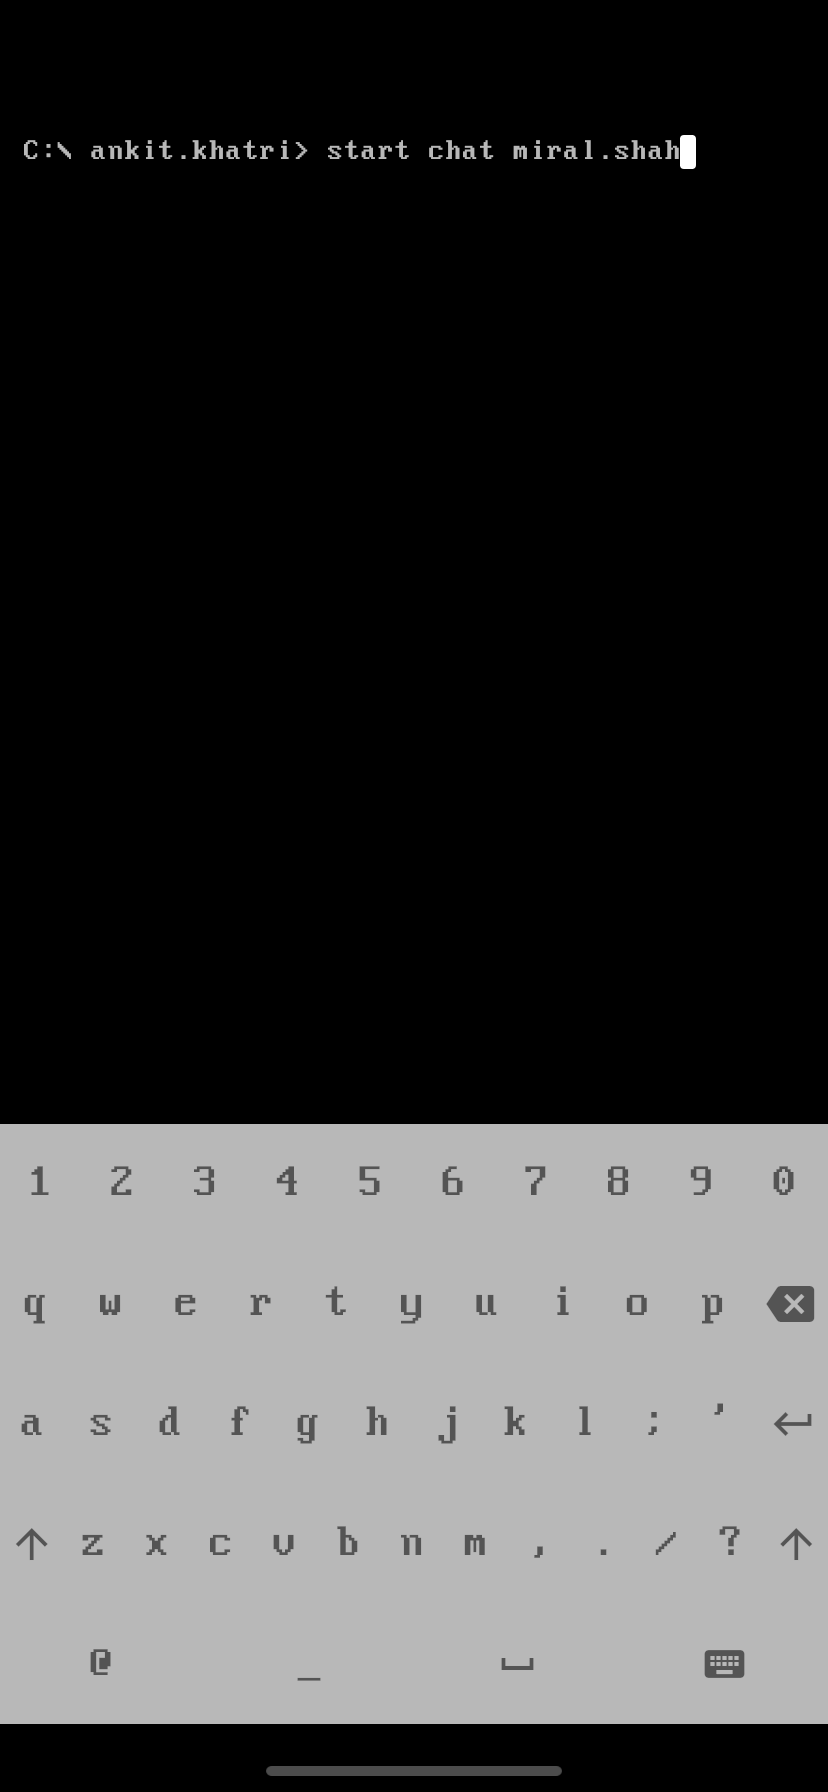 C:\ ankit.khatri> start chat miral.shah
1 2 3 4 5 6 7 8 9 0
q w e r t y u i o p
a s d f g h j k l ; '
z x c v b n m , . / ?
@ _